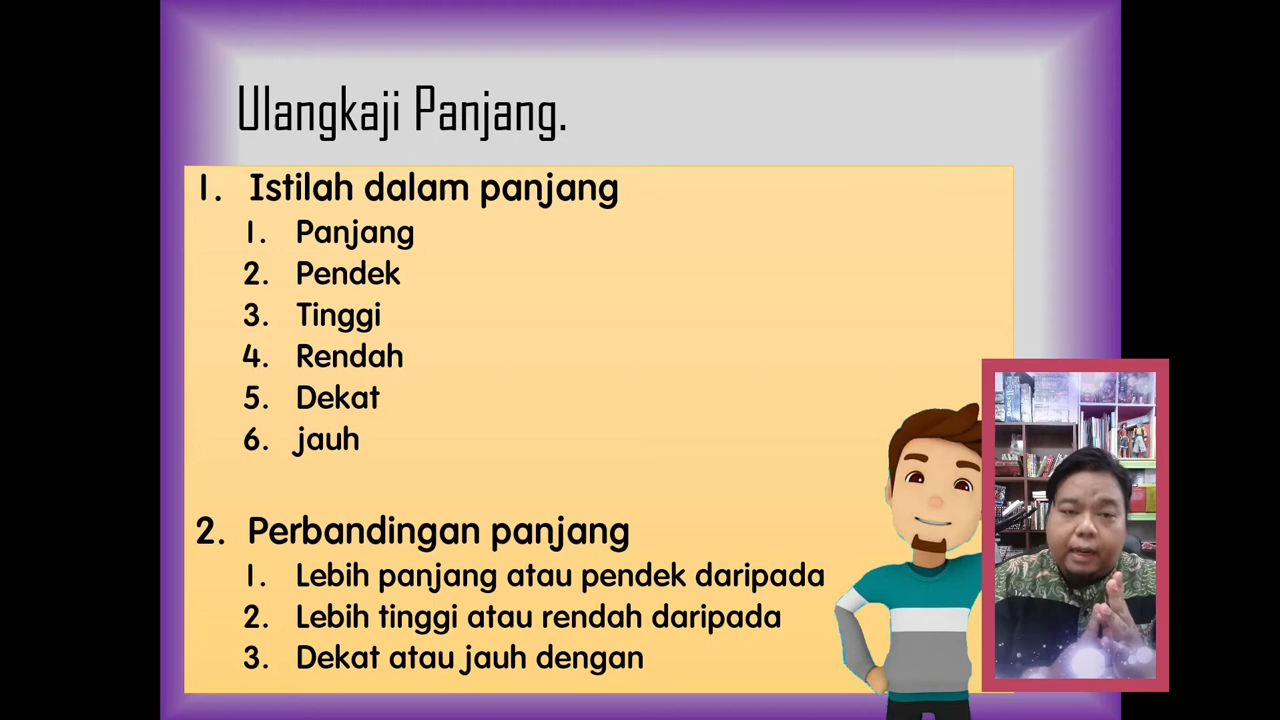 Ulangkaji Panjang.
1. Istilah dalam panjang
1. Panjang
2. Pendek
3. Tinggi
4. Rendah
5. Dekat
6. jauh
2. Perbandingan panjang
1. Lebih panjang atau pendek daripada
2. Lebih tinggi atau rendah daripada
3. Dekat atau jauh dengan